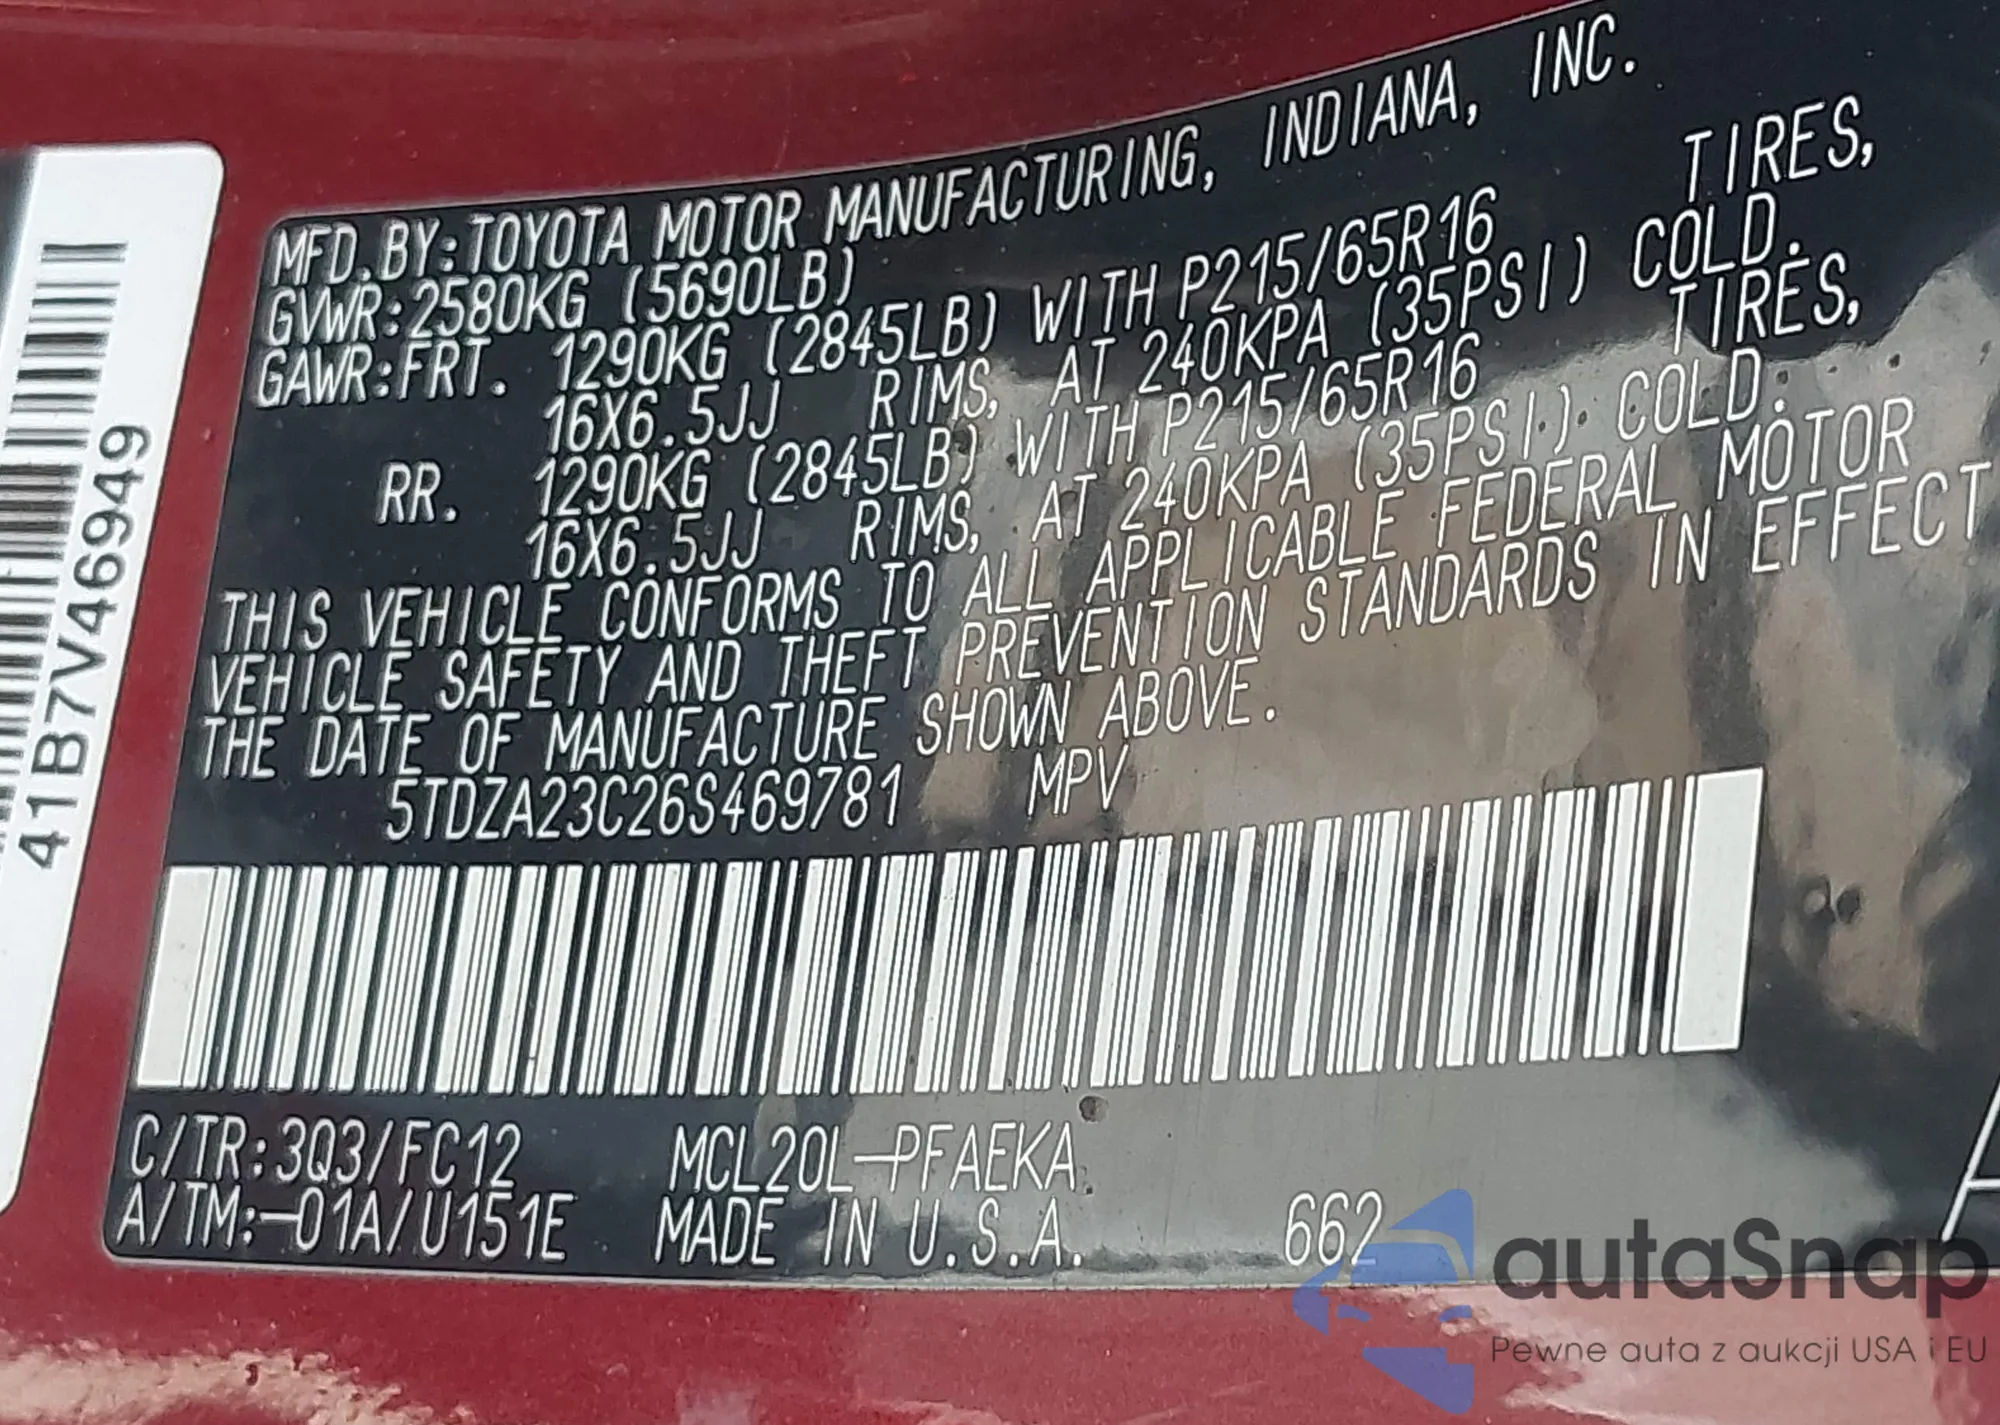 MFD.BY:TOYOTA MOTOR MANUFACTURING, INDIANA, INC.
GVWR:2580KG (5690LB)
GAWR:FRT. 1290KG (2845LB) WITH P215/65R16 TIRES,
16X6.5JJ RIMS, AT 240KPA (35PSI) COLD.
RR. 1290KG (2845LB) WITH P215/65R16 TIRES,
16X6.5JJ RIMS, AT 240KPA (35PSI) COLD.
THIS VEHICLE CONFORMS TO ALL APPLICABLE FEDERAL MOTOR
VEHICLE SAFETY AND THEFT PREVENTION STANDARDS IN EFFECT
THE DATE OF MANUFACTURE SHOWN ABOVE.
5TDZA23C26S469781 MPV
C/TR:3Q3/FC12 MCL20L-PFAEKA
A/TM:-01A/U151E MADE IN U.S.A. 662
41B7V46949
autaSnap
Pewne auta z aukcji USA i EU